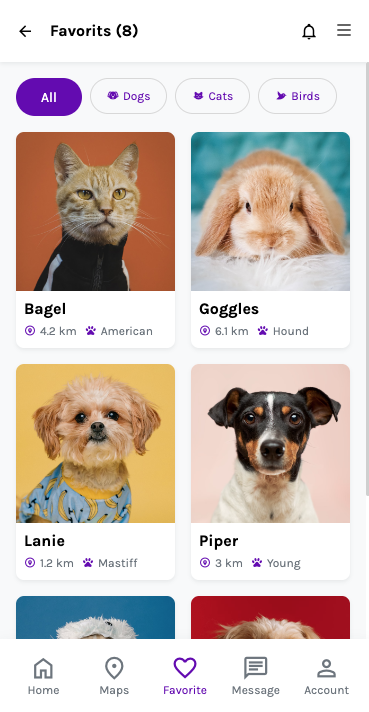 Favorits (8)
All
Dogs
Cats
Birds
Bagel
4.2 km American
Goggles
6.1 km Hound
Lanie
1.2 km Mastiff
Piper
3 km Young
Home
Maps
Favorite
Message
Account